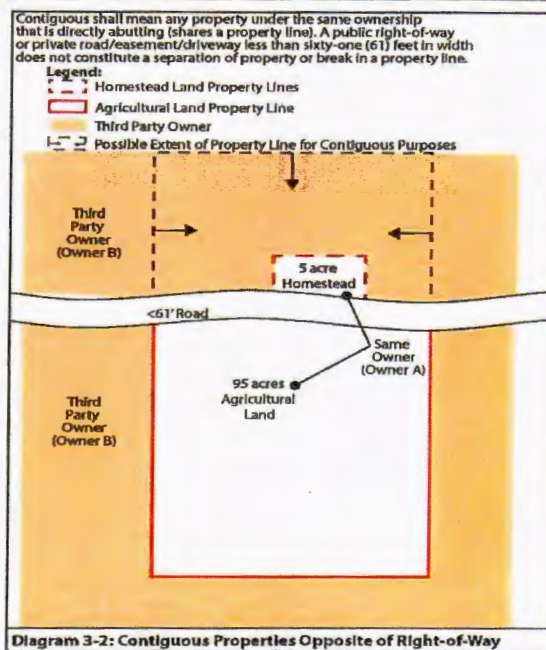 Contiguous shall mean any property under the same ownership
that is directly abutting (shares a property line). A public right-of-way
or private road/easement/driveway less than sixty-one (61) feet in width
does not constitute a separation of property or break in a property line.
Legend:
Homestead Land Property Lines
Agricultural Land Property Line
Third Party Owner
Possible Extent of Property Line for Contiguous Purposes
Third
Party
Owner
(Owner B)
5 acre
Homestead
<61' Road
Same
Owner
(Owner A)
95 acres
Agricultural
Land
Third
Party
Owner
(Owner B)
Diagram 3-2: Contiguous Properties Opposite of Right-of-Way